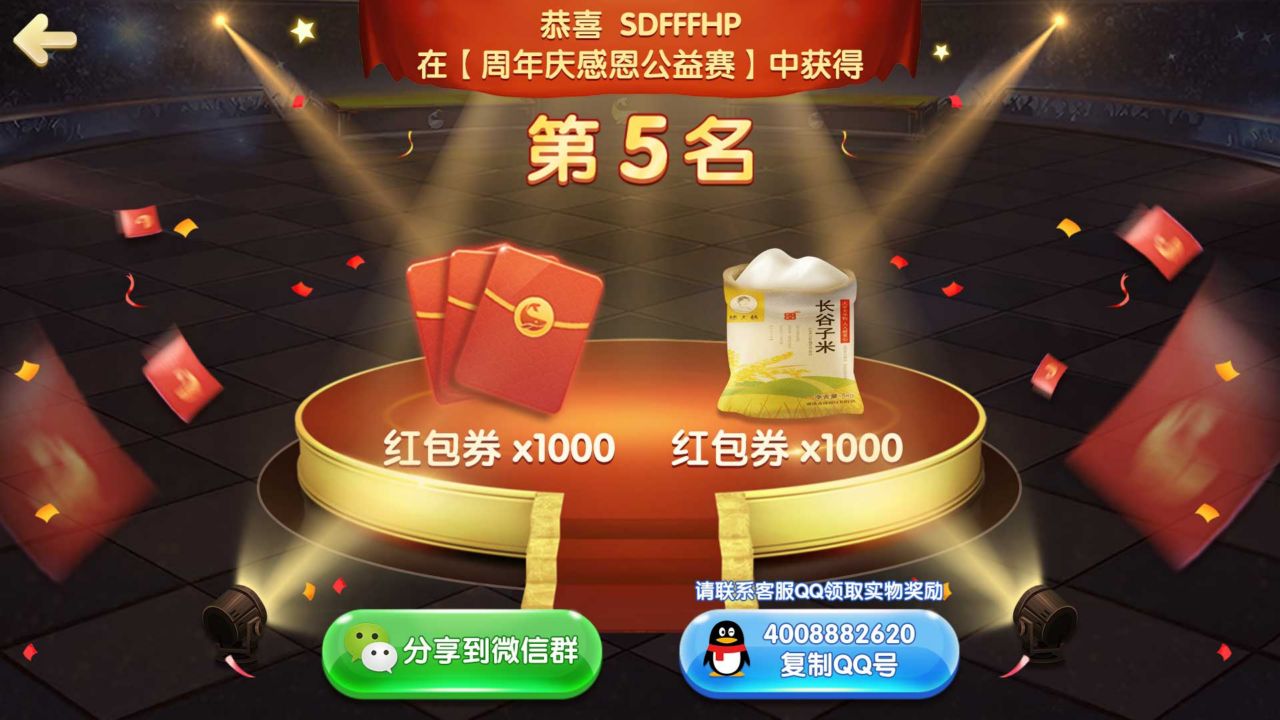 恭喜 SDFFFHP
在【周年庆感恩公益赛】中获得
第5名
长谷子米
红包券 x1000
红包券 x1000
请联系客服QQ领取实物奖励
分享到微信群
4008882620
复制QQ号